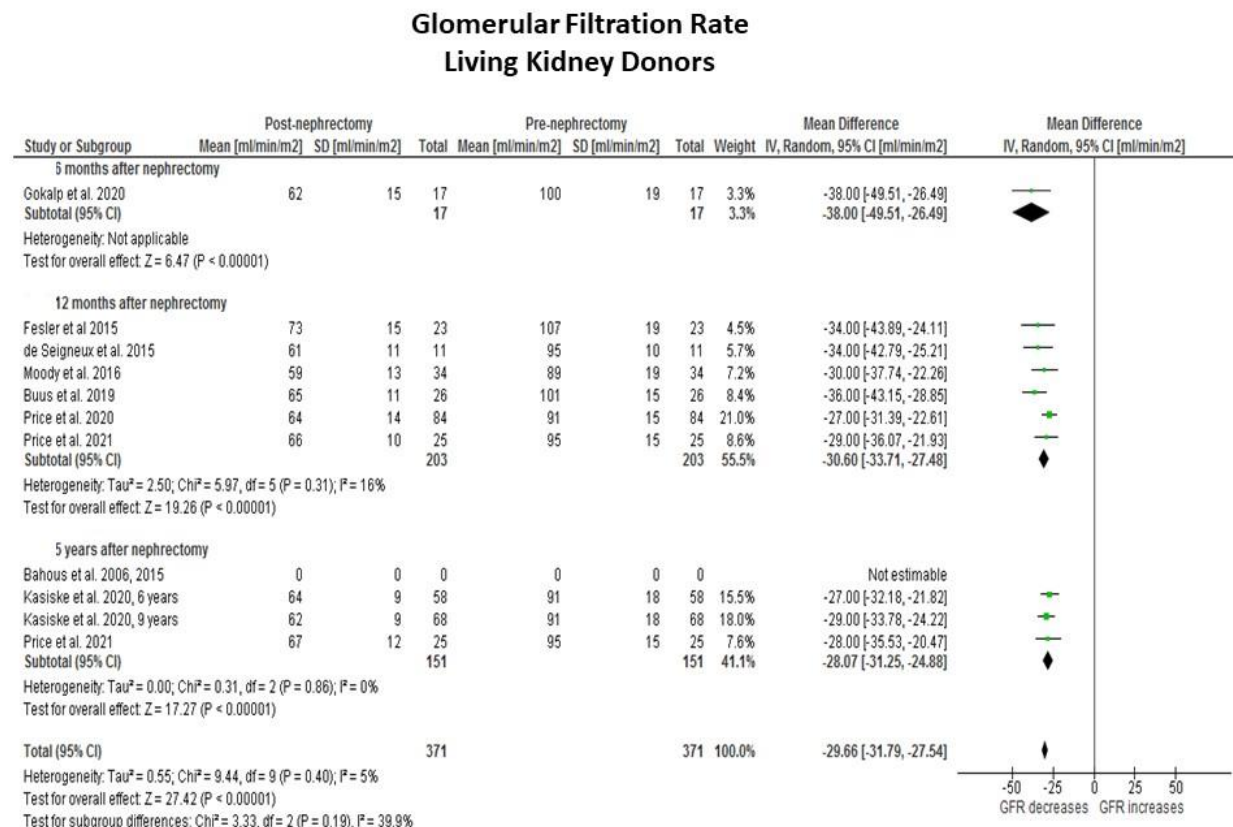 Glomerular Filtration Rate
Living Kidney Donors
Post-nephrectomy Pre-nephrectomy Mean Difference Mean Difference
Study or Subgroup Mean [ml/min/m2] SD [ml/min/m2] Total Mean [ml/min/m2] SD [ml/min/m2] Total Weight IV, Random, 95% CI [ml/min/m2] IV, Random, 95% CI [ml/min/m2]
6 months after nephrectomy
Gokalp et al. 2020 62 15 17 100 19 17 3.3% -38.00 [-49.51, -26.49]
Subtotal (95% CI) 17 17 3.3% -38.00 [-49.51, -26.49]
Heterogeneity: Not applicable
Test for overall effect: Z = 6.47 (P < 0.00001)
12 months after nephrectomy
Fesler et al 2015 73 15 23 107 19 23 4.5% -34.00 [-43.89, -24.11]
de Seigneux et al. 2015 61 11 11 95 10 11 5.7% -34.00 [-42.79, -25.21]
Moody et al. 2016 59 13 34 89 19 34 7.2% -30.00 [-37.74, -22.26]
Buus et al. 2019 65 11 26 101 15 26 8.4% -36.00 [-43.15, -28.85]
Price et al. 2020 64 14 84 91 15 84 21.0% -27.00 [-31.39, -22.61]
Price et al. 2021 66 10 25 95 15 25 8.6% -29.00 [-36.07, -21.93]
Subtotal (95% CI) 203 203 55.5% -30.60 [-33.71, -27.48]
Heterogeneity: Tau² = 2.50; Chi² = 5.97, df = 5 (P = 0.31); I² = 16%
Test for overall effect: Z = 19.26 (P < 0.00001)
5 years after nephrectomy
Bahous et al. 2006, 2015 0 0 0 0 0 0 Not estimable
Kasiske et al. 2020, 6 years 64 9 58 91 18 58 15.5% -27.00 [-32.18, -21.82]
Kasiske et al. 2020, 9 years 62 9 68 91 18 68 18.0% -29.00 [-33.78, -24.22]
Price et al. 2021 67 12 25 95 15 25 7.6% -28.00 [-35.53, -20.47]
Subtotal (95% CI) 151 151 41.1% -28.07 [-31.25, -24.88]
Heterogeneity: Tau² = 0.00; Chi² = 0.31, df = 2 (P = 0.86); I² = 0%
Test for overall effect: Z = 17.27 (P < 0.00001)
Total (95% CI) 371 371 100.0% -29.66 [-31.79, -27.54]
Heterogeneity: Tau² = 0.55; Chi² = 9.44, df = 9 (P = 0.40); I² = 5%
Test for overall effect: Z = 27.42 (P < 0.00001)
Test for subgroup differences: Chi² = 3.33, df = 2 (P = 0.19), I² = 39.9%
-50 -25 0 25 50
GFR decreases GFR increases